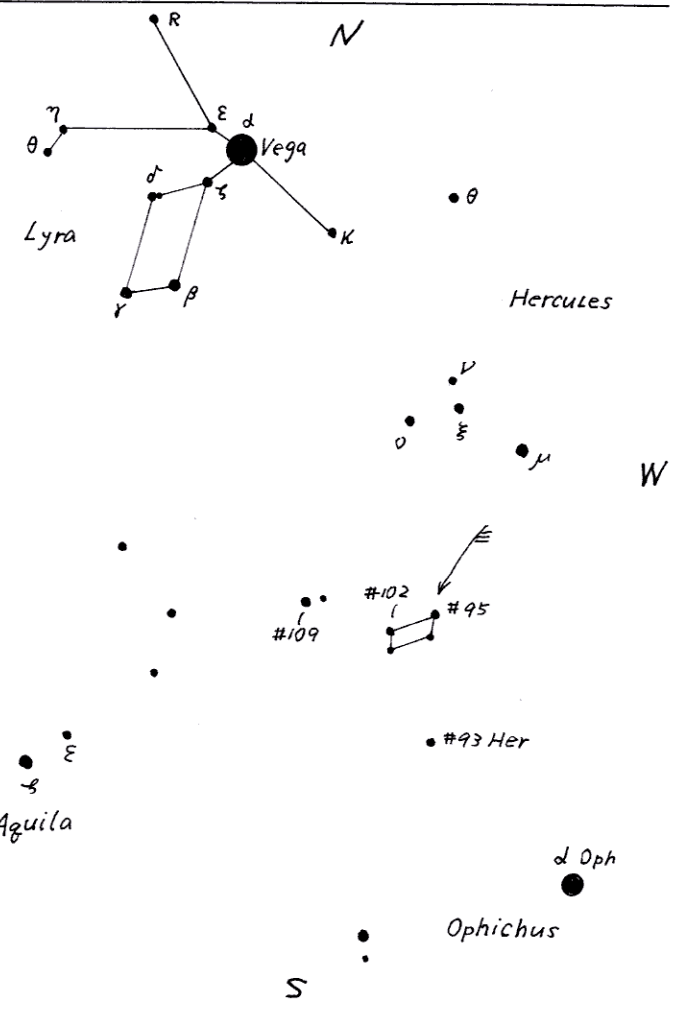 R
N
ε α
η
Vega
θ
δ ζ
θ
Lyra
K
β
γ
Hercules
ν
ο ξ
μ
W
#102
#95
#109
#93 Her
ε
ζ
Aquila
α Oph
Ophichus
S